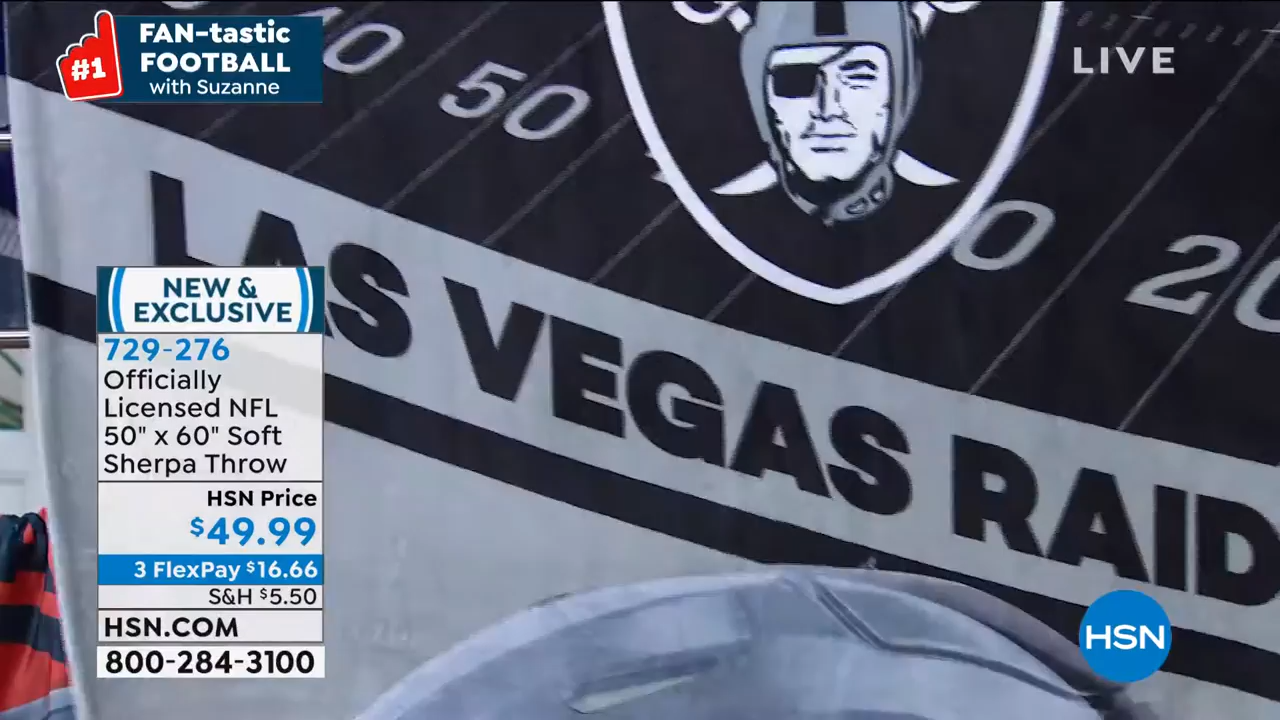 #1
FAN-tastic
FOOTBALL
with Suzanne
LIVE
50
20
LAS VEGAS RAID
NEW &
EXCLUSIVE
729-276
Officially
Licensed NFL
50" x 60" Soft
Sherpa Throw
HSN Price
$49.99
3 FlexPay $16.66
S&H $5.50
HSN.COM
800-284-3100
HSN